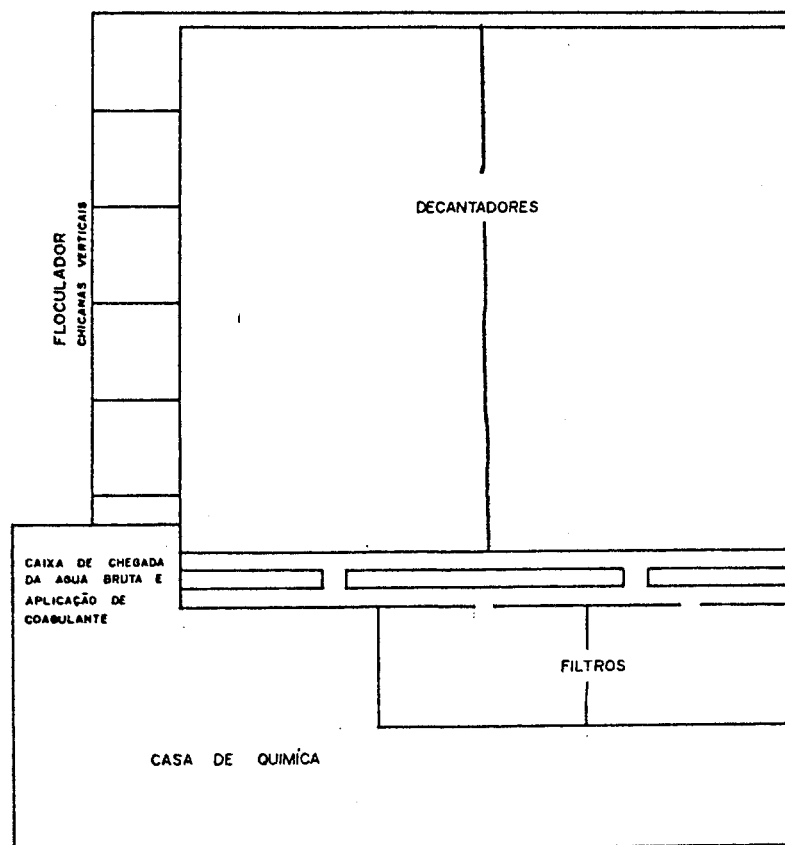 DECANTADORES
FLOCULADOR
CHICANAS VERTICAIS
CAIXA DE CHEGADA
DA AGUA BRUTA E
APLICAÇÃO DE
COAGULANTE
FILTROS
CASA DE QUIMÍCA